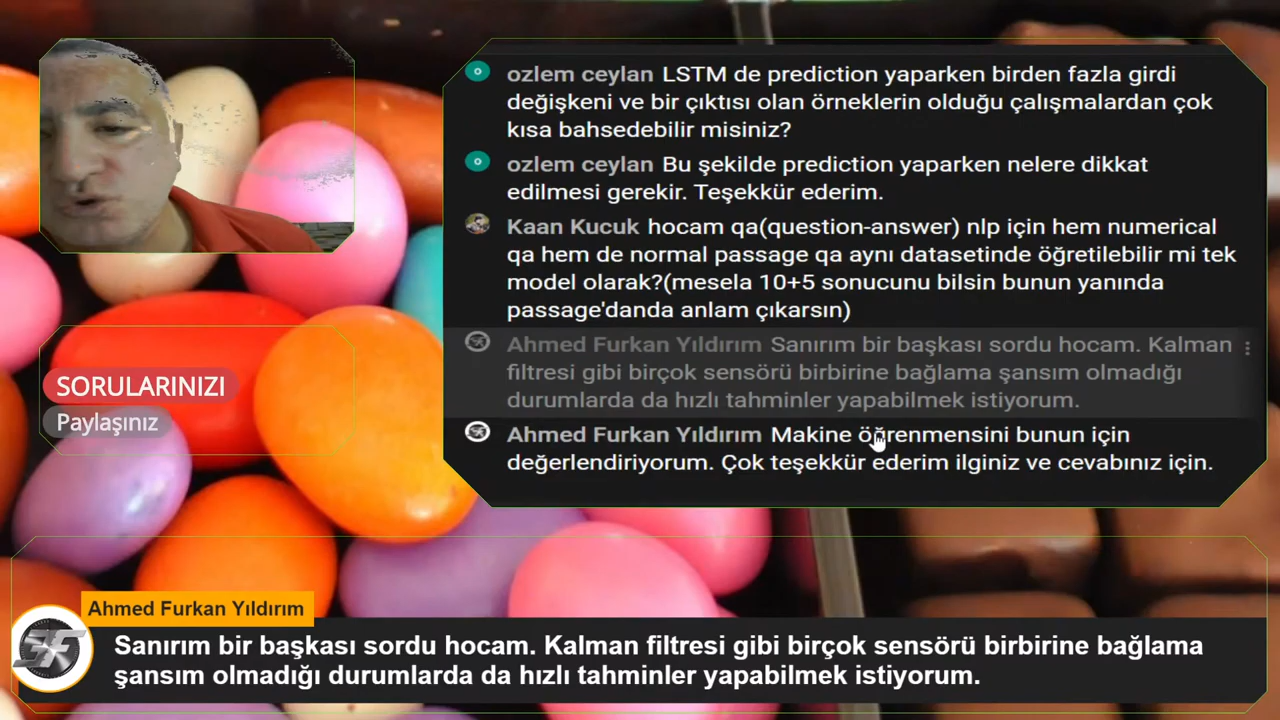 ozlem ceylan LSTM de prediction yaparken birden fazla girdi
değişkeni ve bir çıktısı olan örneklerin olduğu çalışmalardan çok
kısa bahsedebilir misiniz?
ozlem ceylan Bu şekilde prediction yaparken nelere dikkat
edilmesi gerekir. Teşekkür ederim.
Kaan Kucuk hocam qa(question-answer) nlp için hem numerical
qa hem de normal passage qa aynı datasetinde öğretilebilir mi tek
model olarak?(mesela 10+5 sonucunu bilsin bunun yanında
passage'danda anlam çıkarsın)
Ahmed Furkan Yıldırım Sanırım bir başkası sordu hocam. Kalman
filtresi gibi birçok sensörü birbirine bağlama şansım olmadığı
durumlarda da hızlı tahminler yapabilmek istiyorum.
Ahmed Furkan Yıldırım Makine öğrenmensini bunun için
değerlendiriyorum. Çok teşekkür ederim ilginiz ve cevabınız için.
SORULARINIZI
Paylaşınız
Ahmed Furkan Yıldırım
Sanırım bir başkası sordu hocam. Kalman filtresi gibi birçok sensörü birbirine bağlama
şansım olmadığı durumlarda da hızlı tahminler yapabilmek istiyorum.